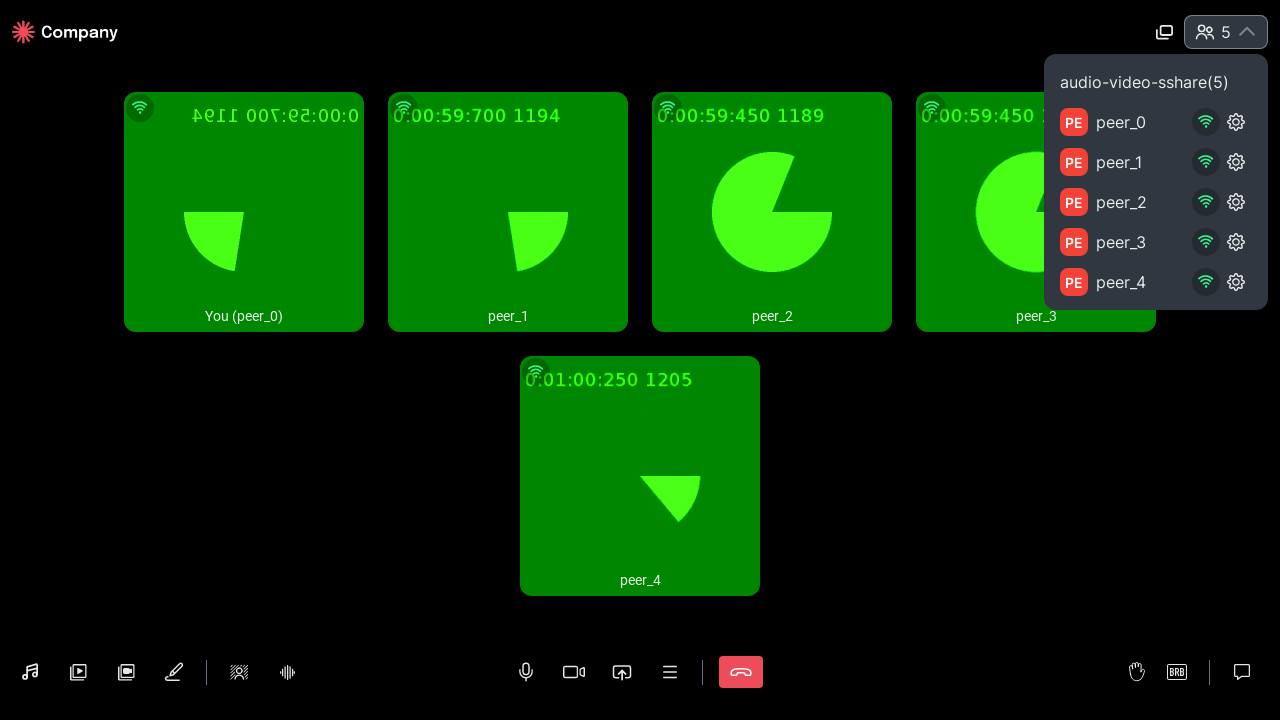 Company
5
audio-video-sshare(5)
PE peer_0
PE peer_1
PE peer_2
PE peer_3
PE peer_4
0:00:59:700 1194
You (peer_0)
0:00:59:700 1194
peer_1
0:00:59:450 1189
peer_2
0:00:59:450
peer_3
0:01:00:250 1205
peer_4
BRB